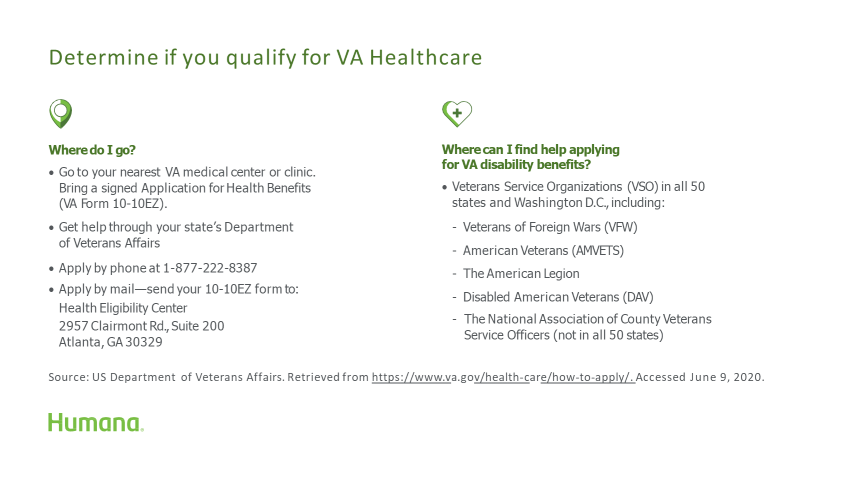 Determine if you qualify for VA Healthcare
Where do I go?
• Go to your nearest VA medical center or clinic.
Bring a signed Application for Health Benefits
(VA Form 10-10EZ).
• Get help through your state’s Department
of Veterans Affairs
• Apply by phone at 1-877-222-8387
• Apply by mail—send your 10-10EZ form to:
Health Eligibility Center
2957 Clairmont Rd., Suite 200
Atlanta, GA 30329
Where can I find help applying
for VA disability benefits?
• Veterans Service Organizations (VSO) in all 50
states and Washington D.C., including:
- Veterans of Foreign Wars (VFW)
- American Veterans (AMVETS)
- The American Legion
- Disabled American Veterans (DAV)
- The National Association of County Veterans
Service Officers (not in all 50 states)
Source: US Department of Veterans Affairs. Retrieved from https://www.va.gov/health-care/how-to-apply/. Accessed June 9, 2020.
Humana®